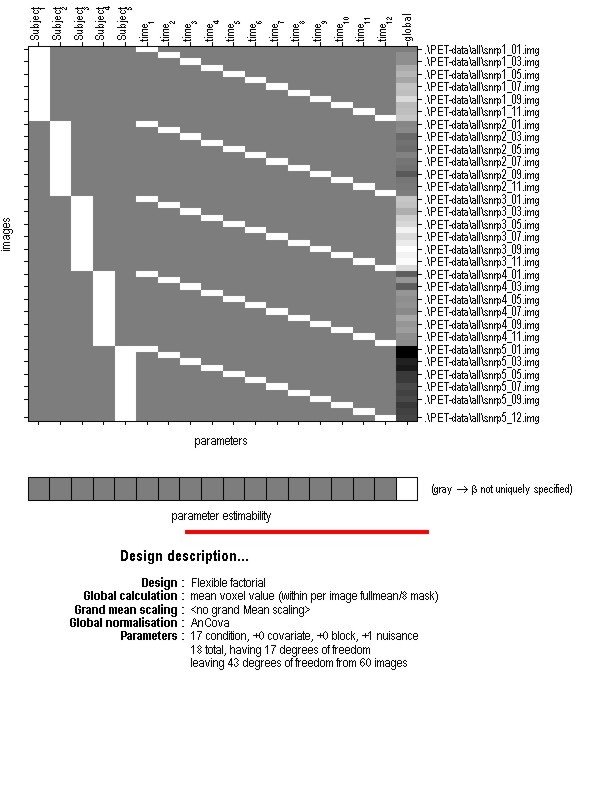 Subject_1 Subject_2 Subject_3 Subject_4 Subject_5 time_1 time_2 time_3 time_4 time_5 time_6 time_7 time_8 time_9 time_10 time_11 time_12 global
.\PET-data\all\snrp1_01.img
.\PET-data\all\snrp1_03.img
.\PET-data\all\snrp1_05.img
.\PET-data\all\snrp1_07.img
.\PET-data\all\snrp1_09.img
.\PET-data\all\snrp1_11.img
.\PET-data\all\snrp2_01.img
.\PET-data\all\snrp2_03.img
.\PET-data\all\snrp2_05.img
.\PET-data\all\snrp2_07.img
.\PET-data\all\snrp2_09.img
.\PET-data\all\snrp2_11.img
.\PET-data\all\snrp3_01.img
.\PET-data\all\snrp3_03.img
.\PET-data\all\snrp3_05.img
.\PET-data\all\snrp3_07.img
.\PET-data\all\snrp3_09.img
.\PET-data\all\snrp3_11.img
.\PET-data\all\snrp4_01.img
.\PET-data\all\snrp4_03.img
.\PET-data\all\snrp4_05.img
.\PET-data\all\snrp4_07.img
.\PET-data\all\snrp4_09.img
.\PET-data\all\snrp4_11.img
.\PET-data\all\snrp5_01.img
.\PET-data\all\snrp5_03.img
.\PET-data\all\snrp5_05.img
.\PET-data\all\snrp5_07.img
.\PET-data\all\snrp5_09.img
.\PET-data\all\snrp5_12.img
images
parameters
(gray → β not uniquely specified)
parameter estimability
Design description...
Design : Flexible factorial
Global calculation : mean voxel value (within per image fullmean/8 mask)
Grand mean scaling : <no grand Mean scaling>
Global normalisation : AnCova
Parameters : 17 condition, +0 covariate, +0 block, +1 nuisance
18 total, having 17 degrees of freedom
leaving 43 degrees of freedom from 60 images